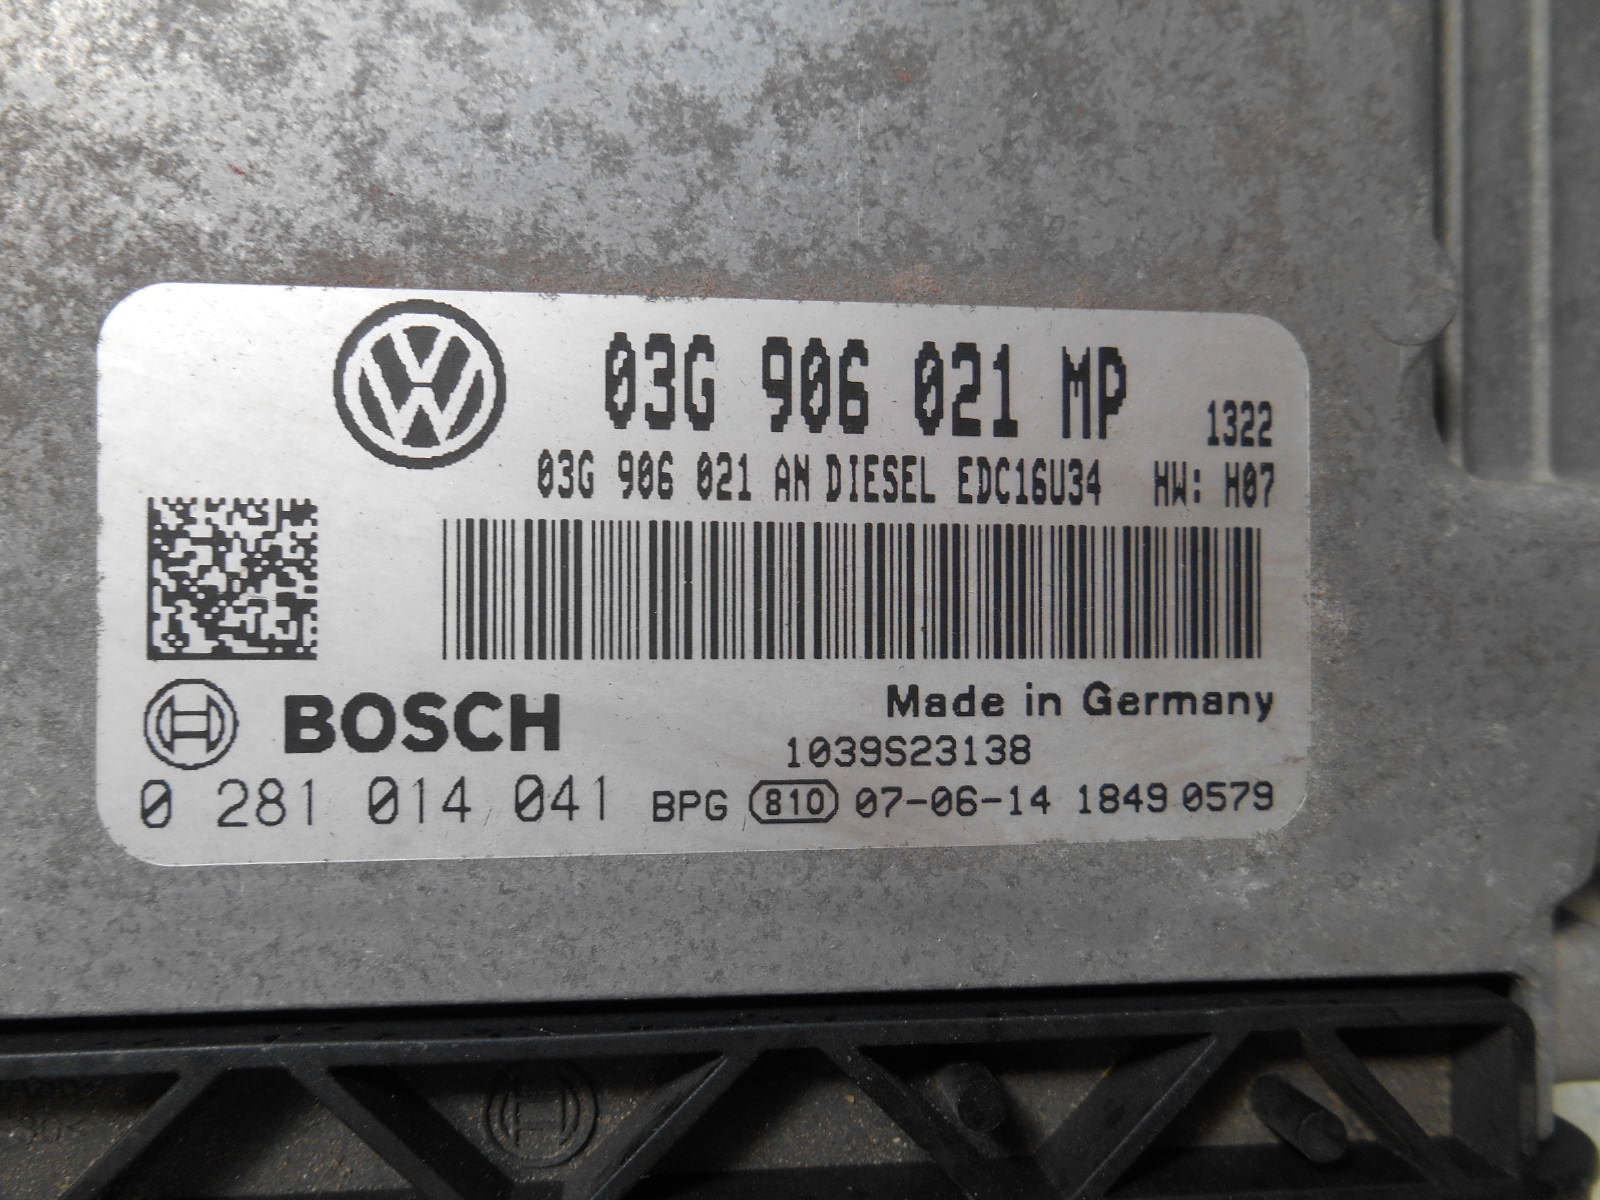 03G 906 021 MP 1322
03G 906 021 AN DIESEL EDC16U34 HW: H07
BOSCH
Made in Germany
1039S23138
0 281 014 041 BPG 810 07-06-14 1849 0579